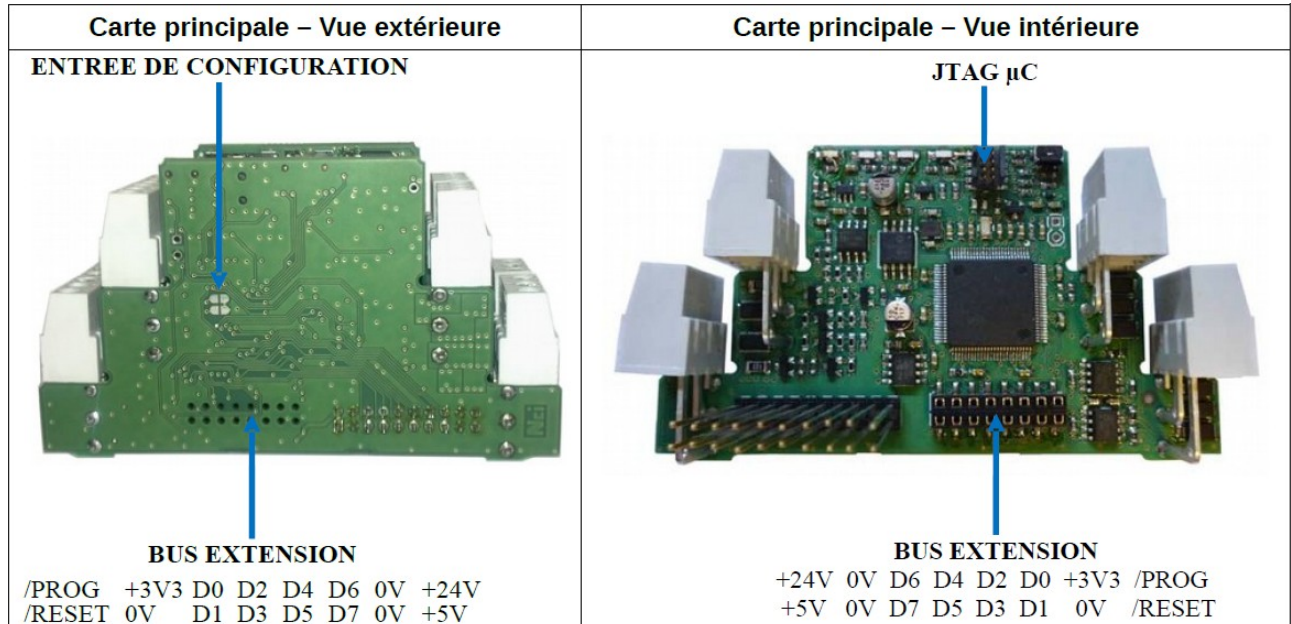 Carte principale – Vue extérieure
Carte principale – Vue intérieure
ENTREE DE CONFIGURATION
JTAG µC
BUS EXTENSION
/PROG +3V3 D0 D2 D4 D6 0V +24V
/RESET 0V D1 D3 D5 D7 0V +5V
BUS EXTENSION
+24V 0V D6 D4 D2 D0 +3V3 /PROG
+5V 0V D7 D5 D3 D1 0V /RESET